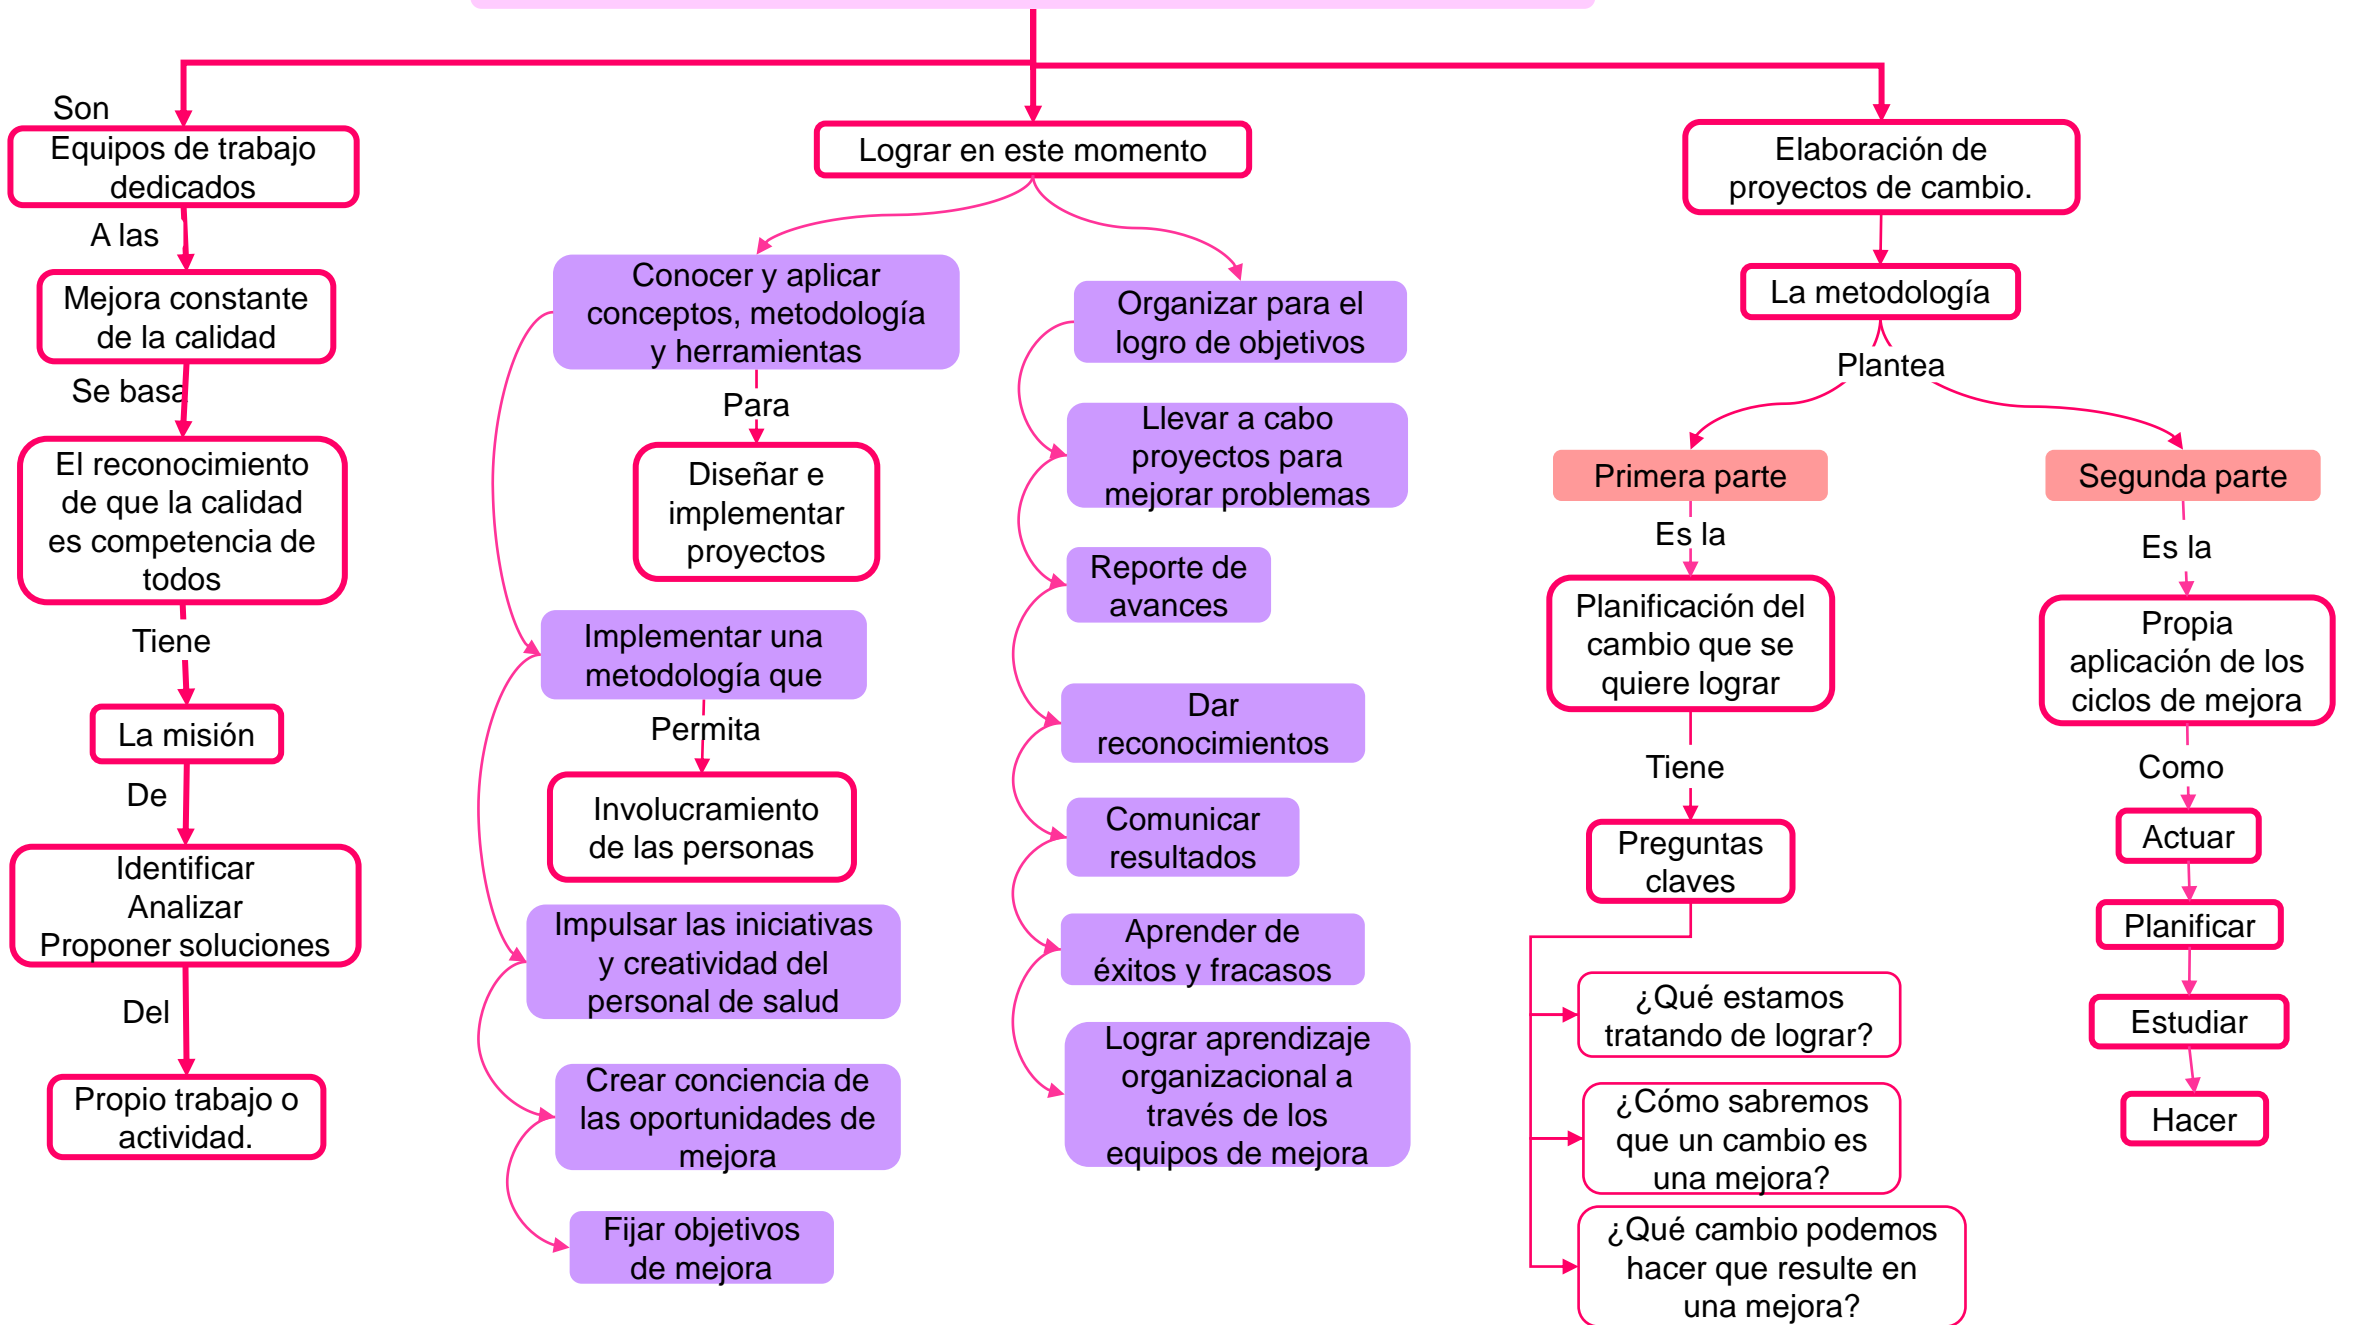 Son
Equipos de trabajo
dedicados
A las
Mejora constante
de la calidad
Se basa
El reconocimiento
de que la calidad
es competencia de
todos
Tiene
La misión
De
Identificar
Analizar
Proponer soluciones
Del
Propio trabajo o
actividad.
Lograr en este momento
Conocer y aplicar
conceptos, metodología
y herramientas
Para
Diseñar e
implementar
proyectos
Implementar una
metodología que
Permita
Involucramiento
de las personas
Impulsar las iniciativas
y creatividad del
personal de salud
Crear conciencia de
las oportunidades de
mejora
Fijar objetivos
de mejora
Organizar para el
logro de objetivos
Llevar a cabo
proyectos para
mejorar problemas
Reporte de
avances
Dar
reconocimientos
Comunicar
resultados
Aprender de
éxitos y fracasos
Lograr aprendizaje
organizacional a
través de los
equipos de mejora
Elaboración de
proyectos de cambio.
La metodología
Plantea
Primera parte
Es la
Planificación del
cambio que se
quiere lograr
Tiene
Preguntas
claves
¿Qué estamos
tratando de lograr?
¿Cómo sabremos
que un cambio es
una mejora?
¿Qué cambio podemos
hacer que resulte en
una mejora?
Segunda parte
Es la
Propia
aplicación de los
ciclos de mejora
Como
Actuar
Planificar
Estudiar
Hacer